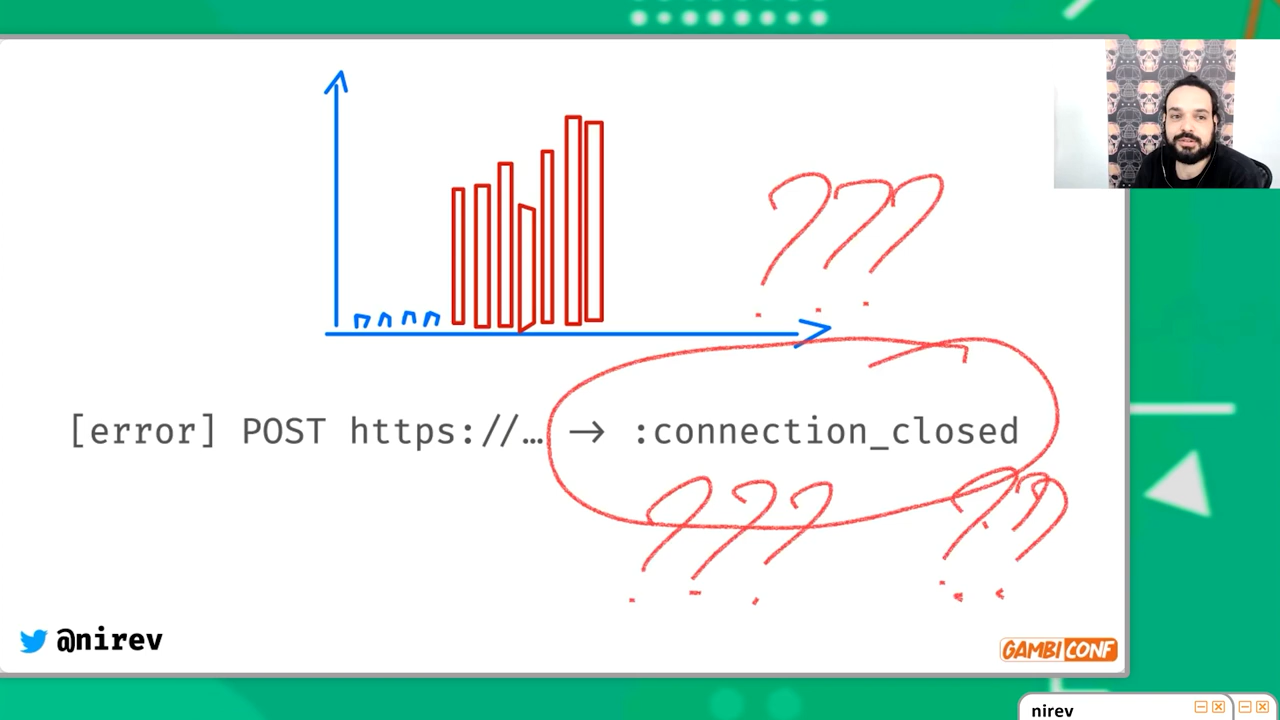 ???
[error] POST https://… → :connection_closed
??? ???
@nirev
GAMBICONF
nirev